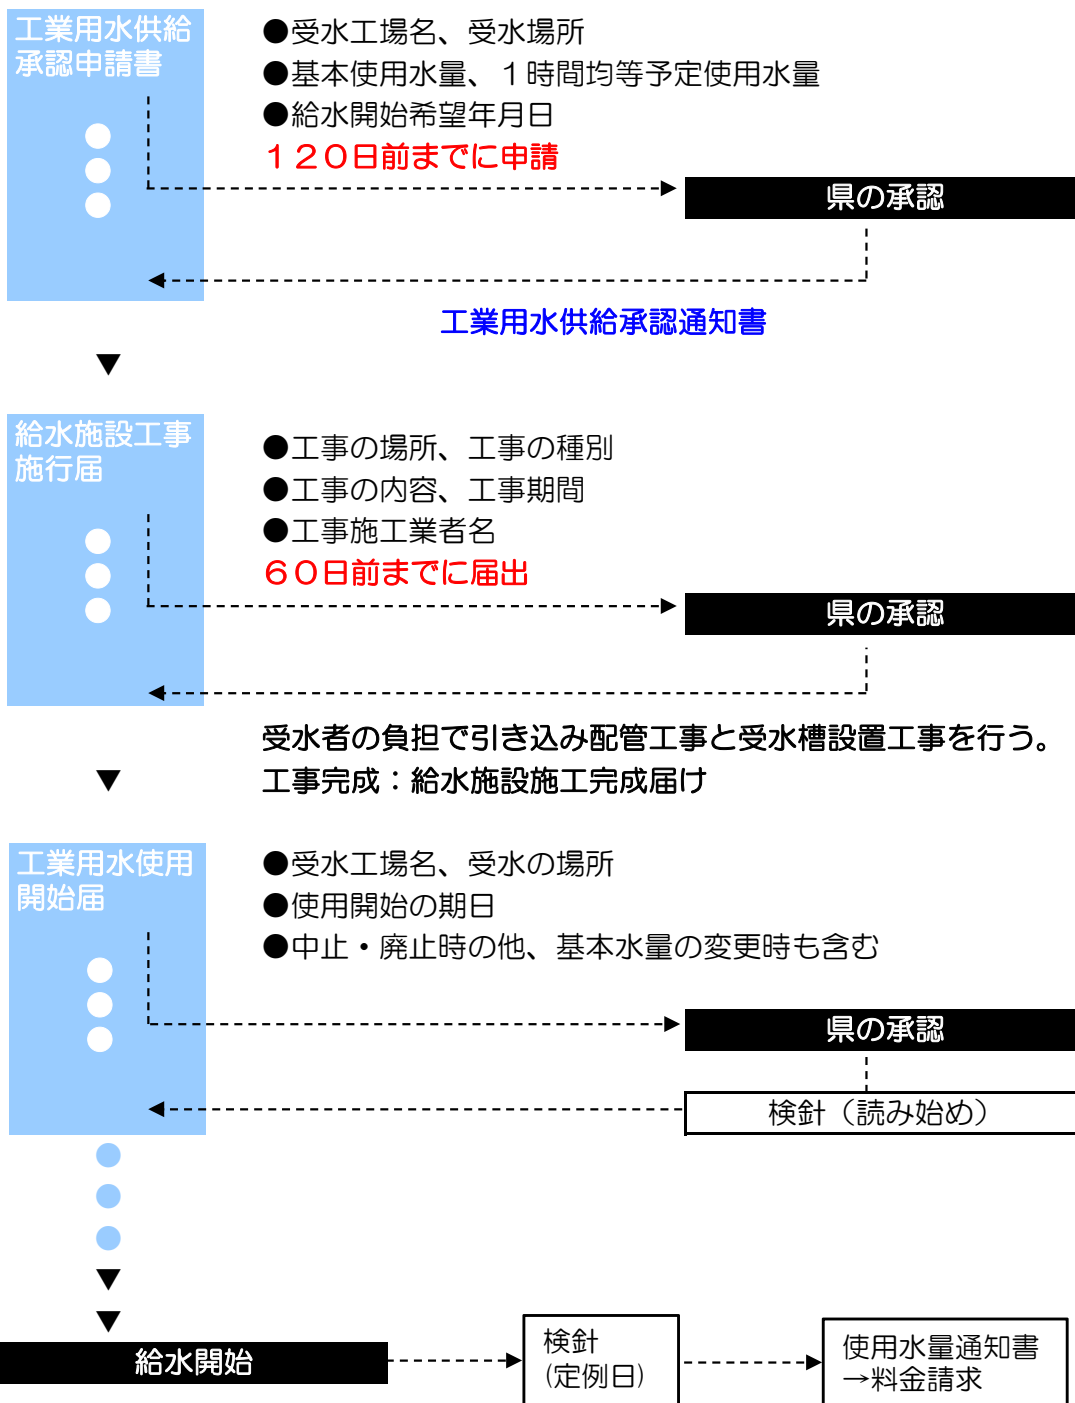 工業用水供給
承認申請書
●受水工場名、受水場所
●基本使用水量、１時間均等予定使用水量
●給水開始希望年月日
１２０日前までに申請
県の承認
工業用水供給承認通知書
▼
給水施設工事
施行届
●工事の場所、工事の種別
●工事の内容、工事期間
●工事施工業者名
６０日前までに届出
県の承認
受水者の負担で引き込み配管工事と受水槽設置工事を行う。
工事完成：給水施設施工完成届け
▼
工業用水使用
開始届
●受水工場名、受水の場所
●使用開始の期日
●中止・廃止時の他、基本水量の変更時も含む
県の承認
検針（読み始め）
●
●
●
▼
▼
給水開始
検針
(定例日)
使用水量通知書
→料金請求